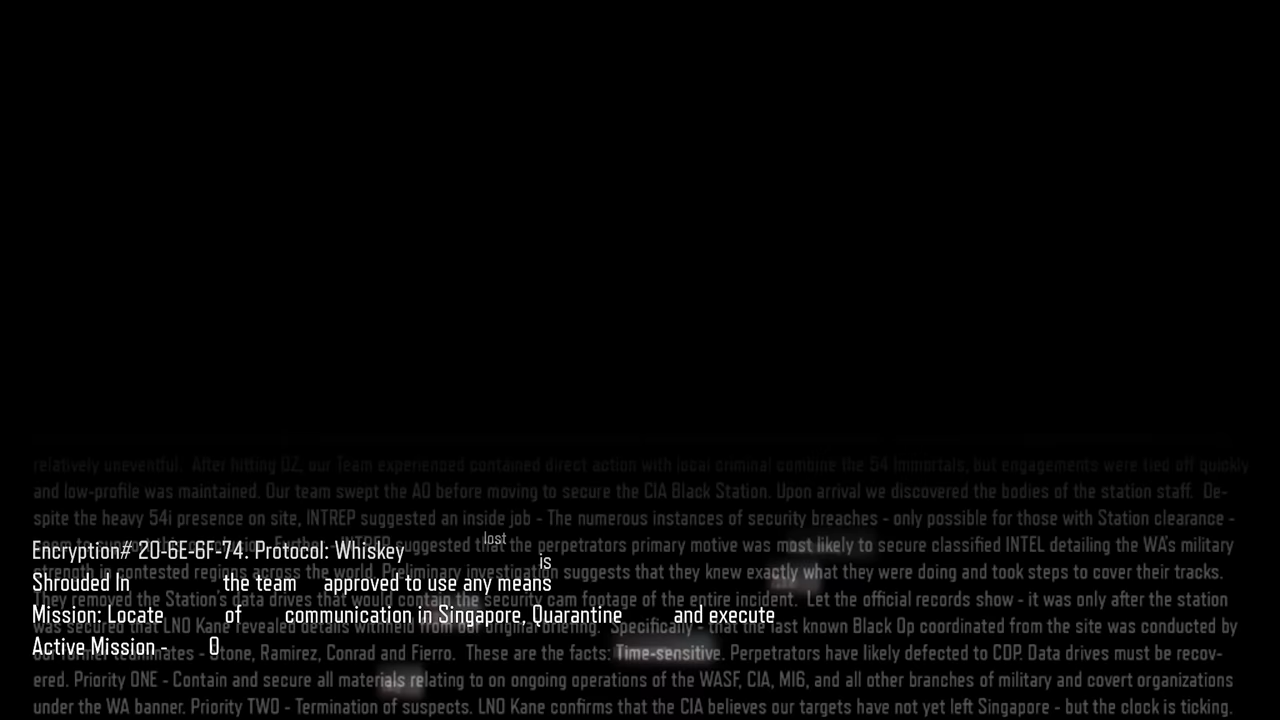 relatively uneventful. After hitting DZ, our Team experienced contained direct action with local criminal combine the 54 Immortals, but engagements were tied off quickly
and low-profile was maintained. Our team swept the AO before moving to secure the CIA Black Station. Upon arrival we discovered the bodies of the station staff. De-
spite the heavy 54i presence on site, INTREP suggested an inside job - The numerous instances of security breaches - only possible for those with Station clearance -
suggested that the perpetrators primary motive was most likely to secure classified INTEL detailing the WA's military
lost
Encryption# 20-6E-6F-74. Protocol: Whiskey
is
strength in contested regions across the world. Preliminary investigation suggests that they knew exactly what they were doing and took steps to cover their tracks.
Shrouded In the team approved to use any means
They removed the Station's data drives that would contain the security cam footage of the entire incident. Let the official records show - it was only after the station
Mission: Locate of communication in Singapore, Quarantine and execute
was secured that LNO Kane revealed details withheld from our original briefing. Specifically - that the last known Black Op coordinated from the site was conducted by
Active Mission - 0
our former teammates - Stone, Ramirez, Conrad and Fierro. These are the facts: Time-sensitive. Perpetrators have likely defected to CDP. Data drives must be recov-
ered. Priority ONE - Contain and secure all materials relating to on ongoing operations of the WASF, CIA, MI6, and all other branches of military and covert organizations
under the WA banner. Priority TWO - Termination of suspects. LNO Kane confirms that the CIA believes our targets have not yet left Singapore - but the clock is ticking.